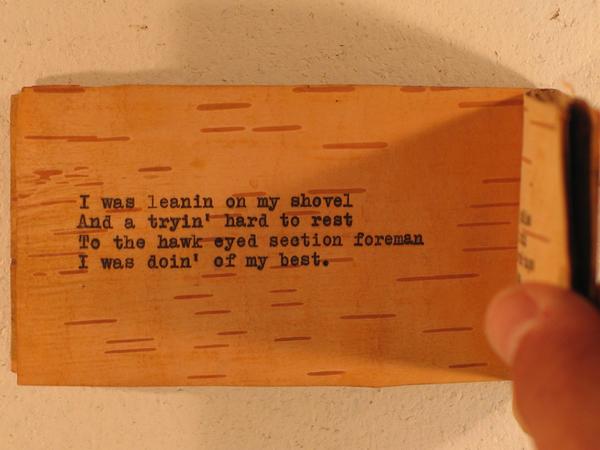 I was leanin on my shovel
And a tryin' hard to rest
To the hawk eyed section foreman
I was doin' of my best.